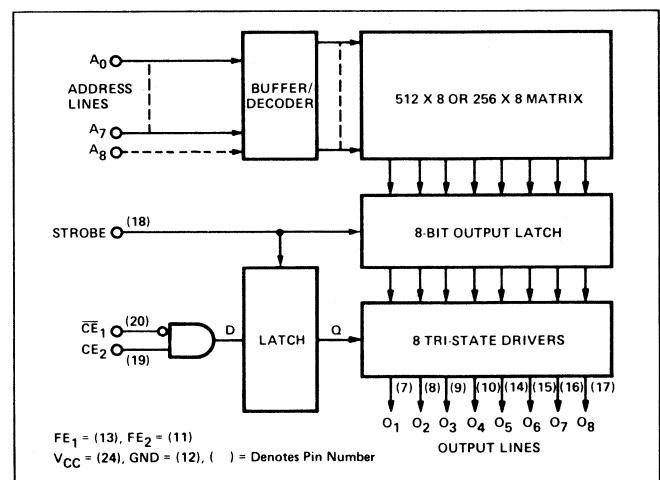 A0
ADDRESS
LINES
A7
A8
BUFFER/
DECODER
512 X 8 OR 256 X 8 MATRIX
STROBE (18)
8-BIT OUTPUT LATCH
CE1 (20)
CE2 (19)
D
LATCH
Q
8 TRI-STATE DRIVERS
(7) (8) (9) (10) (14) (15) (16) (17)
O1 O2 O3 O4 O5 O6 O7 O8
OUTPUT LINES
FE1 = (13), FE2 = (11)
VCC = (24), GND = (12), ( ) = Denotes Pin Number